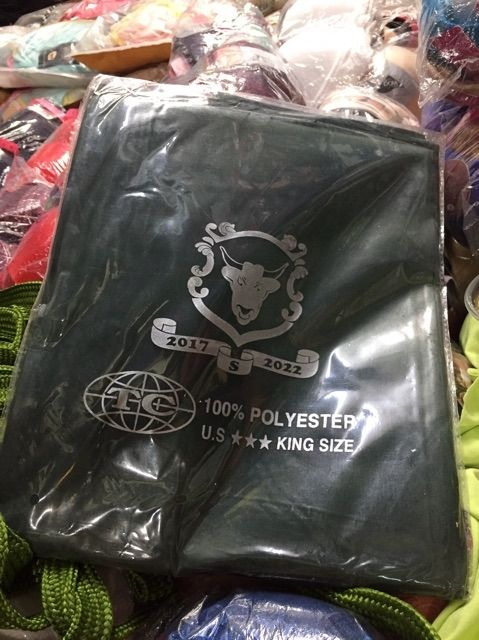 2017 S 2022
TC
100% POLYESTER
U.S ★★★ KING SIZE